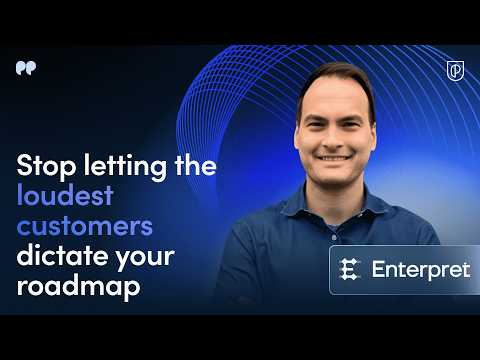 Stop letting the
loudest
customers
dictate your
roadmap
Enterpret